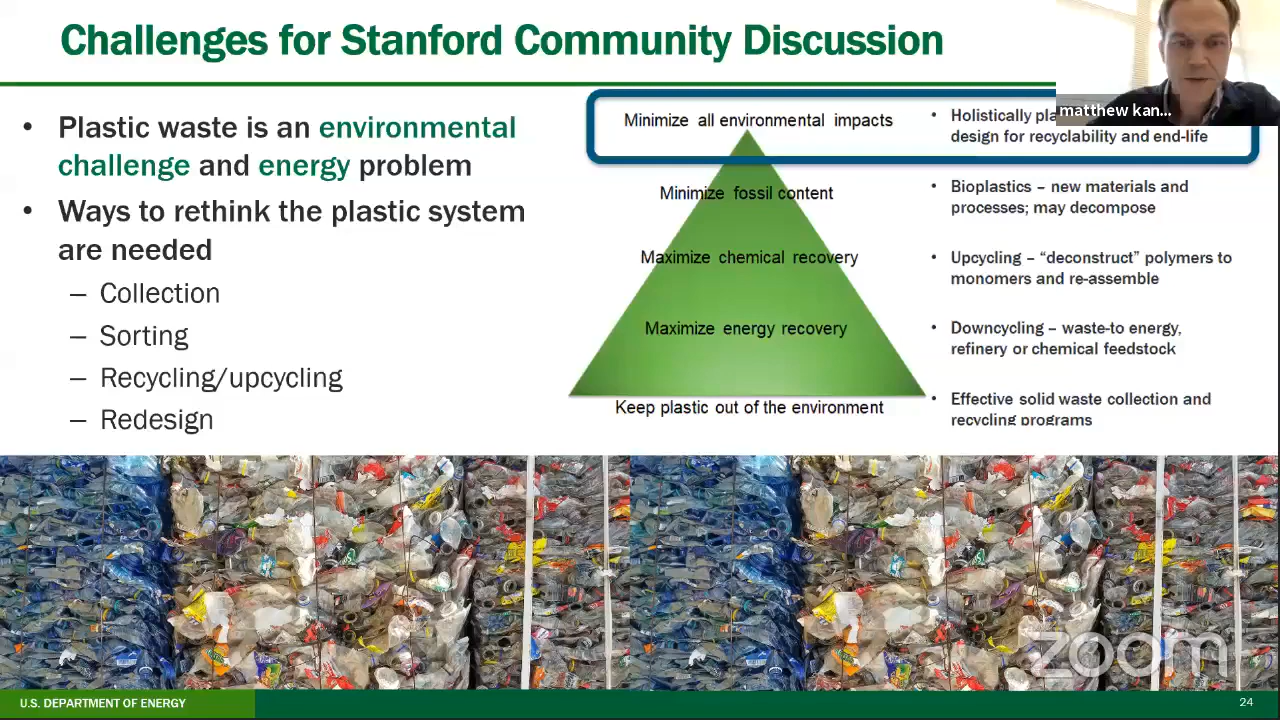 Challenges for Stanford Community Discussion
• Plastic waste is an environmental
challenge and energy problem
• Ways to rethink the plastic system
are needed
– Collection
– Sorting
– Recycling/upcycling
– Redesign
Minimize all environmental impacts
Minimize fossil content
Maximize chemical recovery
Maximize energy recovery
Keep plastic out of the environment
• Holistically
design for recyclability and end-life
• Bioplastics – new materials and
processes; may decompose
• Upcycling – “deconstruct” polymers to
monomers and re-assemble
• Downcycling – waste-to energy,
refinery or chemical feedstock
• Effective solid waste collection and
recycling programs
matthew kan...
zoom
U.S. DEPARTMENT OF ENERGY
24